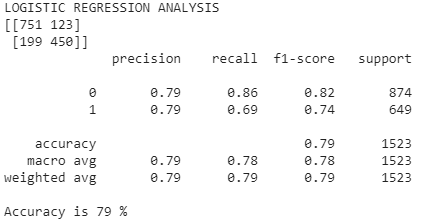 LOGISTIC REGRESSION ANALYSIS
[[751 123]
[199 450]]
precision recall f1-score support
0 0.79 0.86 0.82 874
1 0.79 0.69 0.74 649
accuracy 0.79 1523
macro avg 0.79 0.78 0.78 1523
weighted avg 0.79 0.79 0.79 1523
Accuracy is 79 %